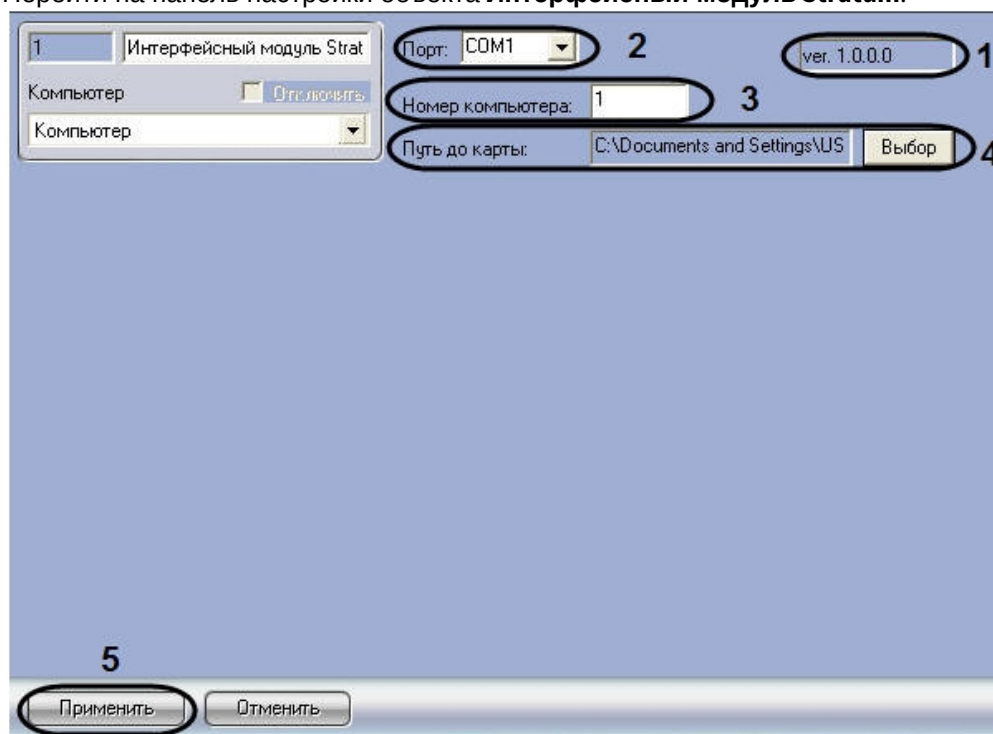 Перейти на панель настройки объекта Интерфейсный модуль Stratum.
1 Интерфейсный модуль Strat
Порт: COM1 2
ver. 1.0.0.0 1
Компьютер Отключить
Номер компьютера: 1 3
Компьютер
Путь до карты: C:\Documents and Settings\US Выбор 4
5
Применить Отменить